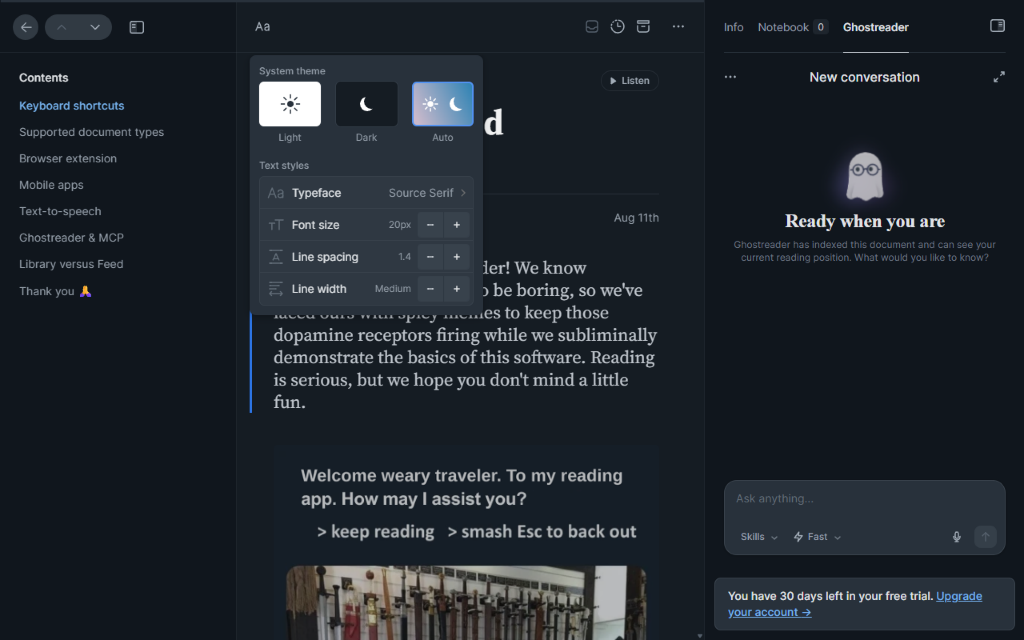 Aa
Info
Notebook 0
Ghostreader
Contents
Keyboard shortcuts
Supported document types
Browser extension
Mobile apps
Text-to-speech
Ghostreader & MCP
Library versus Feed
Thank you 🙏
System theme
Light
Dark
Auto
Text styles
Aa Typeface Source Serif >
тT Font size 20px − +
A Line spacing 1.4 − +
Line width Medium − +
Listen
d
Aug 11th
der! We know
o be boring, so we've
laced ours with spicy memes to keep those
dopamine receptors firing while we subliminally
demonstrate the basics of this software. Reading
is serious, but we hope you don't mind a little
fun.
Welcome weary traveler. To my reading
app. How may I assist you?
> keep reading > smash Esc to back out
New conversation
Ready when you are
Ghostreader has indexed this document and can see your
current reading position. What would you like to know?
Ask anything...
Skills
Fast
You have 30 days left in your free trial. Upgrade
your account →